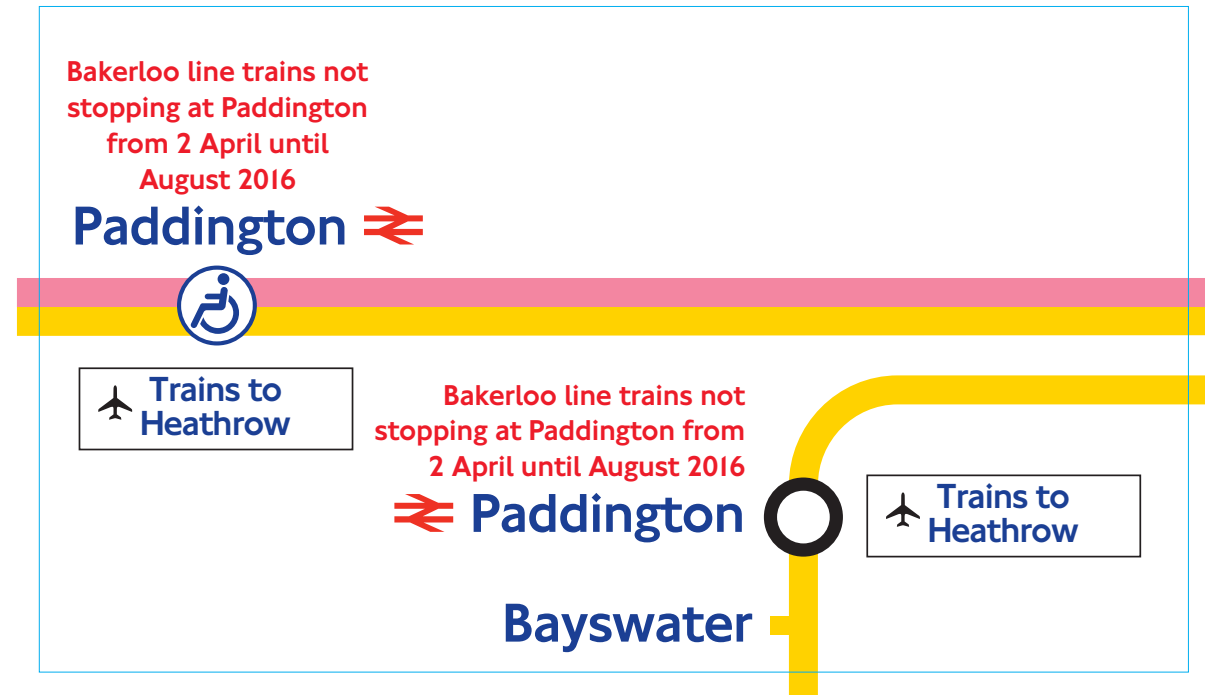 Bakerloo line trains not
stopping at Paddington
from 2 April until
August 2016
Paddington
Trains to
Heathrow
Bakerloo line trains not
stopping at Paddington from
2 April until August 2016
Paddington
Trains to
Heathrow
Bayswater